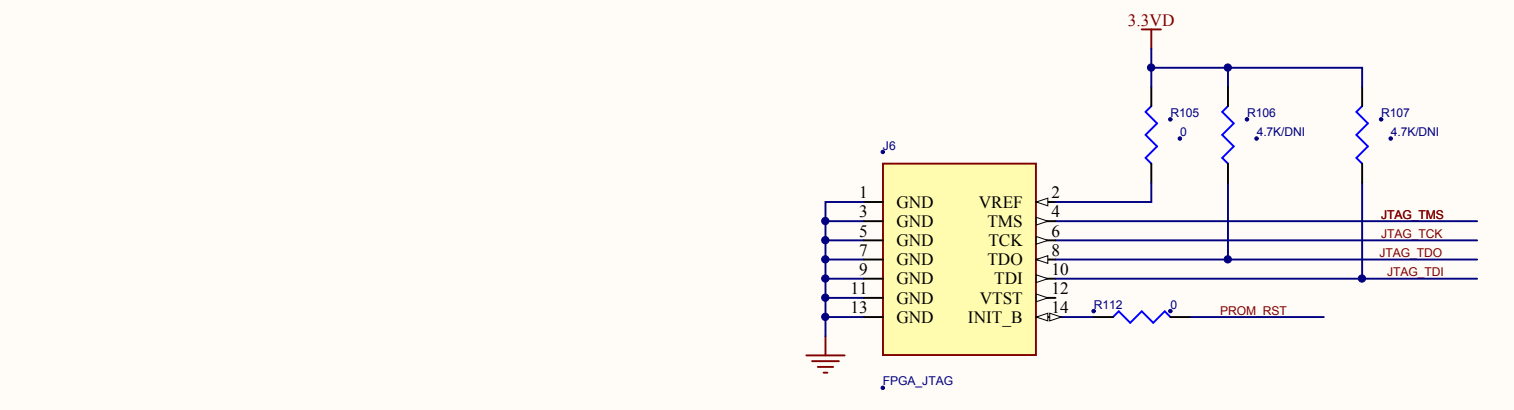 3.3VD
R105
0
R106
4.7K/DNI
R107
4.7K/DNI
J6
1 GND VREF 2
3 GND TMS 4 JTAG_TMS
5 GND TCK 6 JTAG_TCK
7 GND TDO 8 JTAG_TDO
9 GND TDI 10 JTAG_TDI
11 GND VTST 12
13 GND INIT_B 14 R112 0 PROM_RST
FPGA_JTAG